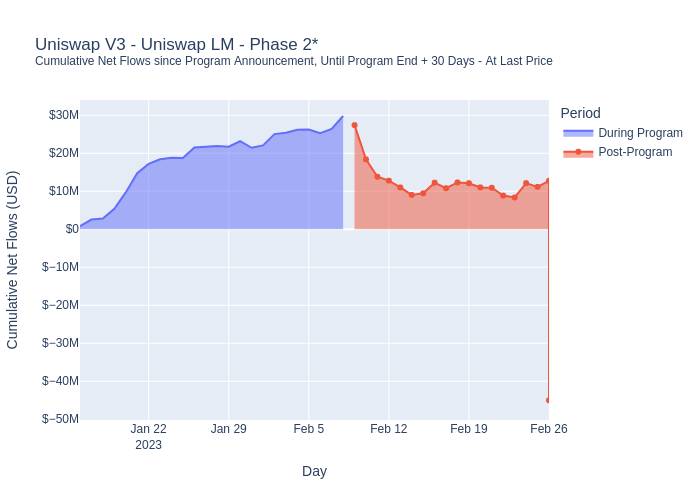 Uniswap V3 - Uniswap LM - Phase 2*
Cumulative Net Flows since Program Announcement, Until Program End + 30 Days - At Last Price
Period
During Program
Post-Program
Cumulative Net Flows (USD)
$30M
$20M
$10M
$0
$−10M
$−20M
$−30M
$−40M
$−50M
Jan 22
2023
Jan 29
Feb 5
Feb 12
Feb 19
Feb 26
Day